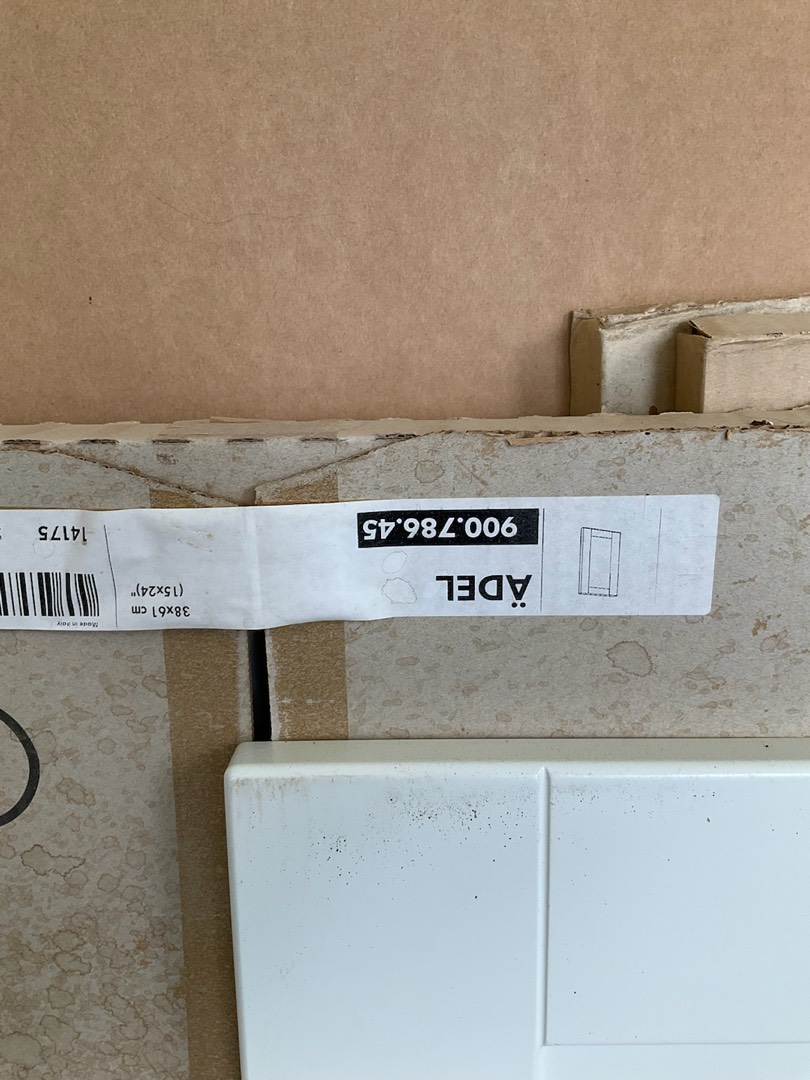 ÄDEL
900.786.45
38x61 cm
(15x24)"
Made in Italy
14175